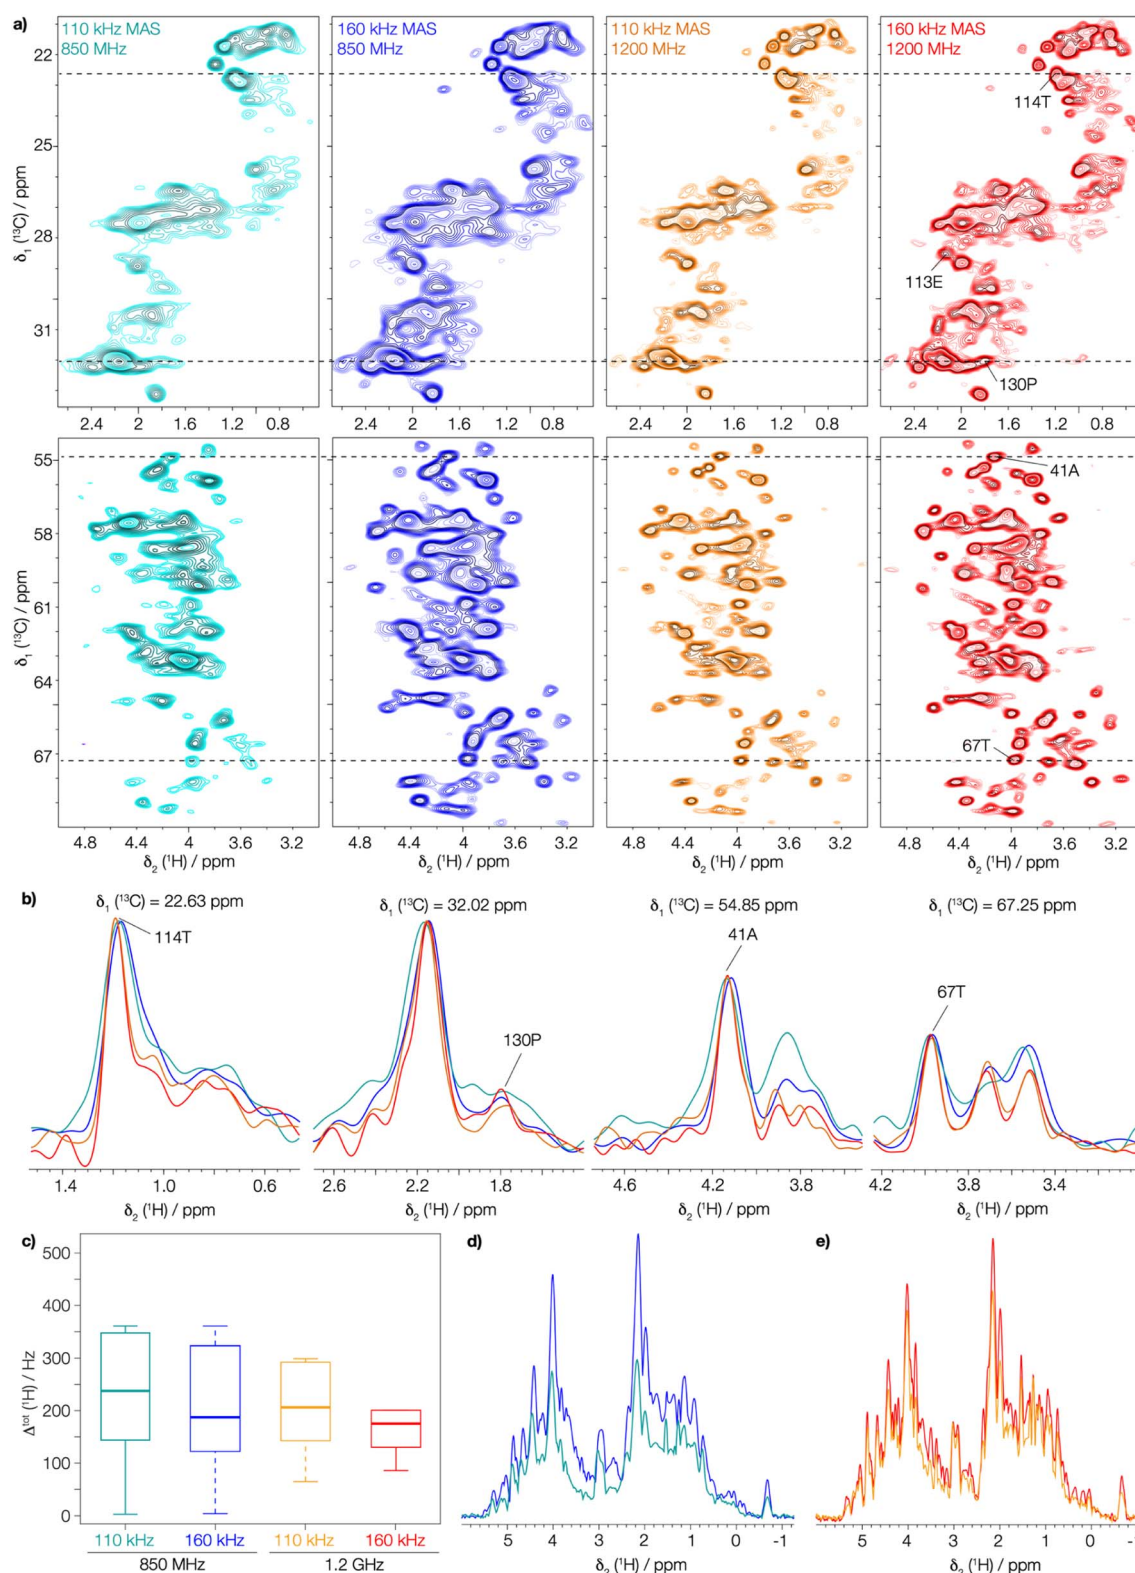 a)
110 kHz MAS
850 MHz
160 kHz MAS
850 MHz
110 kHz MAS
1200 MHz
160 kHz MAS
1200 MHz
22
25
28
31
δ₁ (¹³C) / ppm
114T
113E
130P
2.4 2 1.6 1.2 0.8
2.4 2 1.6 1.2 0.8
2.4 2 1.6 1.2 0.8
2.4 2 1.6 1.2 0.8
55
58
61
64
67
δ₁ (¹³C) / ppm
41A
67T
4.8 4.4 4 3.6 3.2
4.8 4.4 4.0 3.6 3.2
4.8 4.4 4 3.6 3.2
4.8 4.4 4.0 3.6 3.2
δ₂ (¹H) / ppm
δ₂ (¹H) / ppm
δ₂ (¹H) / ppm
δ₂ (¹H) / ppm
b)
δ₁ (¹³C) = 22.63 ppm
δ₁ (¹³C) = 32.02 ppm
δ₁ (¹³C) = 54.85 ppm
δ₁ (¹³C) = 67.25 ppm
114T
130P
41A
67T
1.4 1.0 0.6
2.6 2.2 1.8
4.6 4.2 3.8
4.2 3.8 3.4
δ₂ (¹H) / ppm
δ₂ (¹H) / ppm
δ₂ (¹H) / ppm
δ₂ (¹H) / ppm
c)
500
400
300
200
100
0
Δᵗᵒᵗ (¹H) / Hz
110 kHz
160 kHz
110 kHz
160 kHz
850 MHz
1.2 GHz
d)
5 4 3 2 1 0 -1
δ₂ (¹H) / ppm
e)
5 4 3 2 1 0
δ₂ (¹H) / ppm